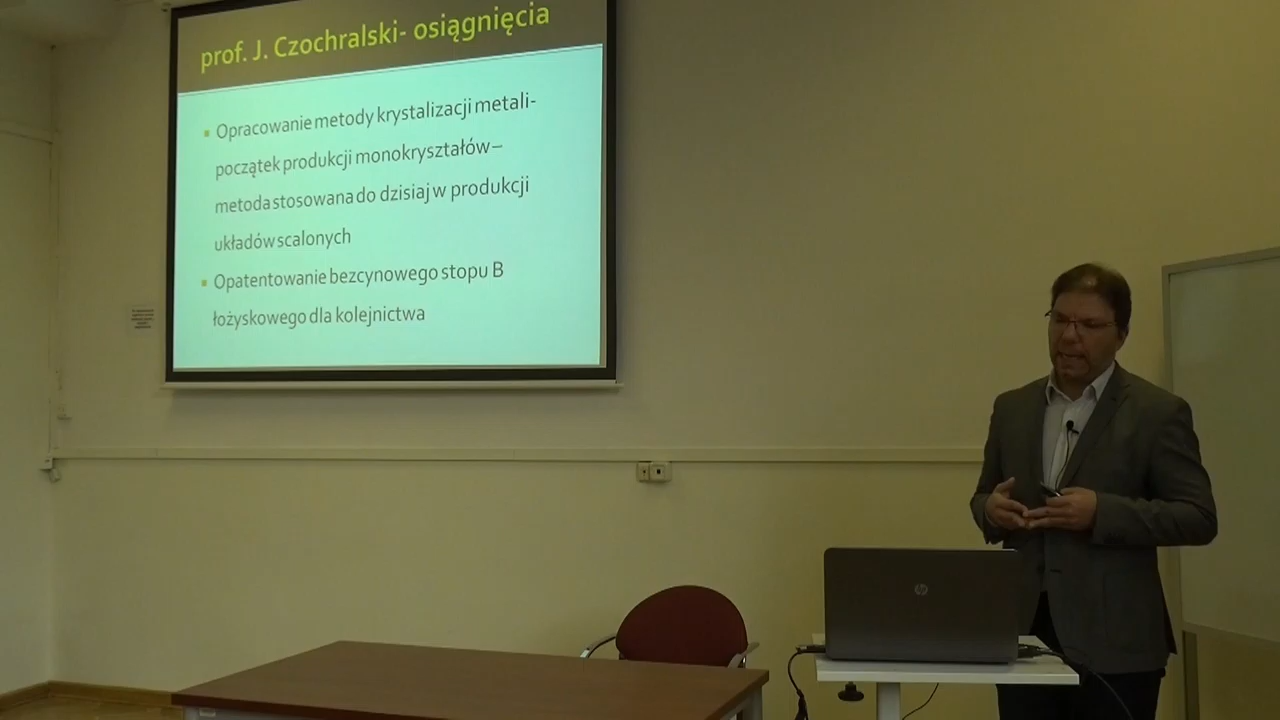 prof. J. Czochralski- osiągnięcia
Opracowanie metody krystalizacji metali-
początek produkcji monokryształów–
metoda stosowana do dzisiaj w produkcji
układów scalonych
Opatentowanie bezcynowego stopu B
łożyskowego dla kolejnictwa
hp